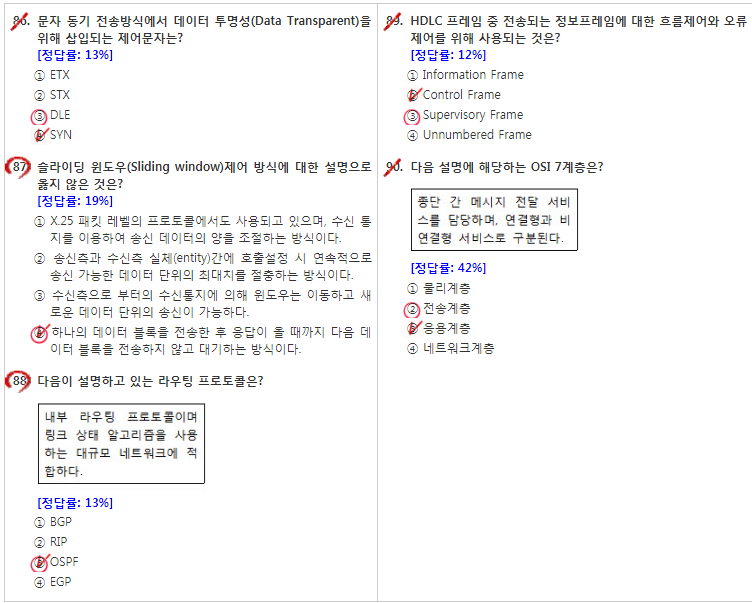 86. 문자 동기 전송방식에서 데이터 투명성(Data Transparent)을
위해 삽입되는 제어문자는?
[정답률: 13%]
① ETX
② STX
③ DLE
④ SYN
87. 슬라이딩 윈도우(Sliding window)제어 방식에 대한 설명으로
옳지 않은 것은?
[정답률: 19%]
① X.25 패킷 레벨의 프로토콜에서도 사용되고 있으며, 수신 통
지를 이용하여 송신 데이터의 양을 조절하는 방식이다.
② 송신측과 수신측 실체(entity)간에 호출설정 시 연속적으로
송신 가능한 데이터 단위의 최대치를 절충하는 방식이다.
③ 수신측으로 부터의 수신통지에 의해 윈도우는 이동하고 새
로운 데이터 단위의 송신이 가능하다.
④ 하나의 데이터 블록을 전송한 후 응답이 올 때까지 다음 데
이터 블록을 전송하지 않고 대기하는 방식이다.
88. 다음이 설명하고 있는 라우팅 프로토콜은?
내부 라우팅 프로토콜이며
링크 상태 알고리즘을 사용
하는 대규모 네트워크에 적
합하다.
[정답률: 13%]
① BGP
② RIP
③ OSPF
④ EGP
89. HDLC 프레임 중 전송되는 정보프레임에 대한 흐름제어와 오류
제어를 위해 사용되는 것은?
[정답률: 12%]
① Information Frame
② Control Frame
③ Supervisory Frame
④ Unnumbered Frame
90. 다음 설명에 해당하는 OSI 7계층은?
종단 간 메시지 전달 서비
스를 담당하며, 연결형과 비
연결형 서비스로 구분된다.
[정답률: 42%]
① 물리계층
② 전송계층
③ 응용계층
④ 네트워크계층